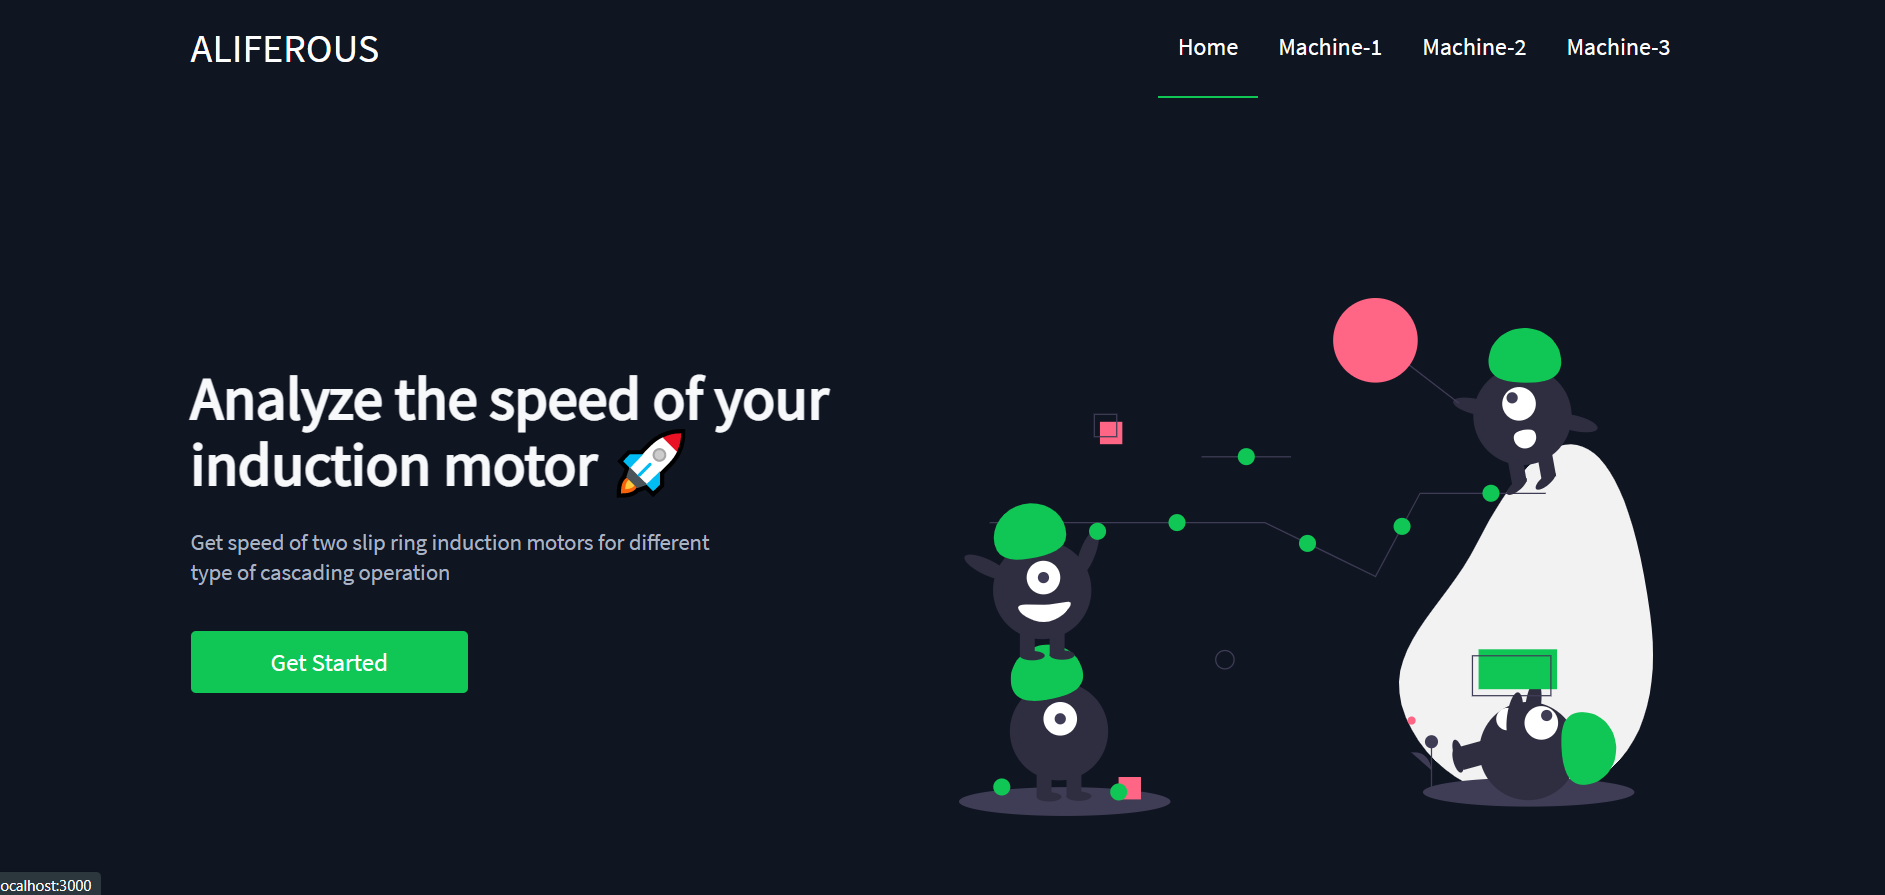 ALIFEROUS
Home Machine-1 Machine-2 Machine-3
Analyze the speed of your
induction motor 🚀
Get speed of two slip ring induction motors for different
type of cascading operation
Get Started
ocalhost:3000